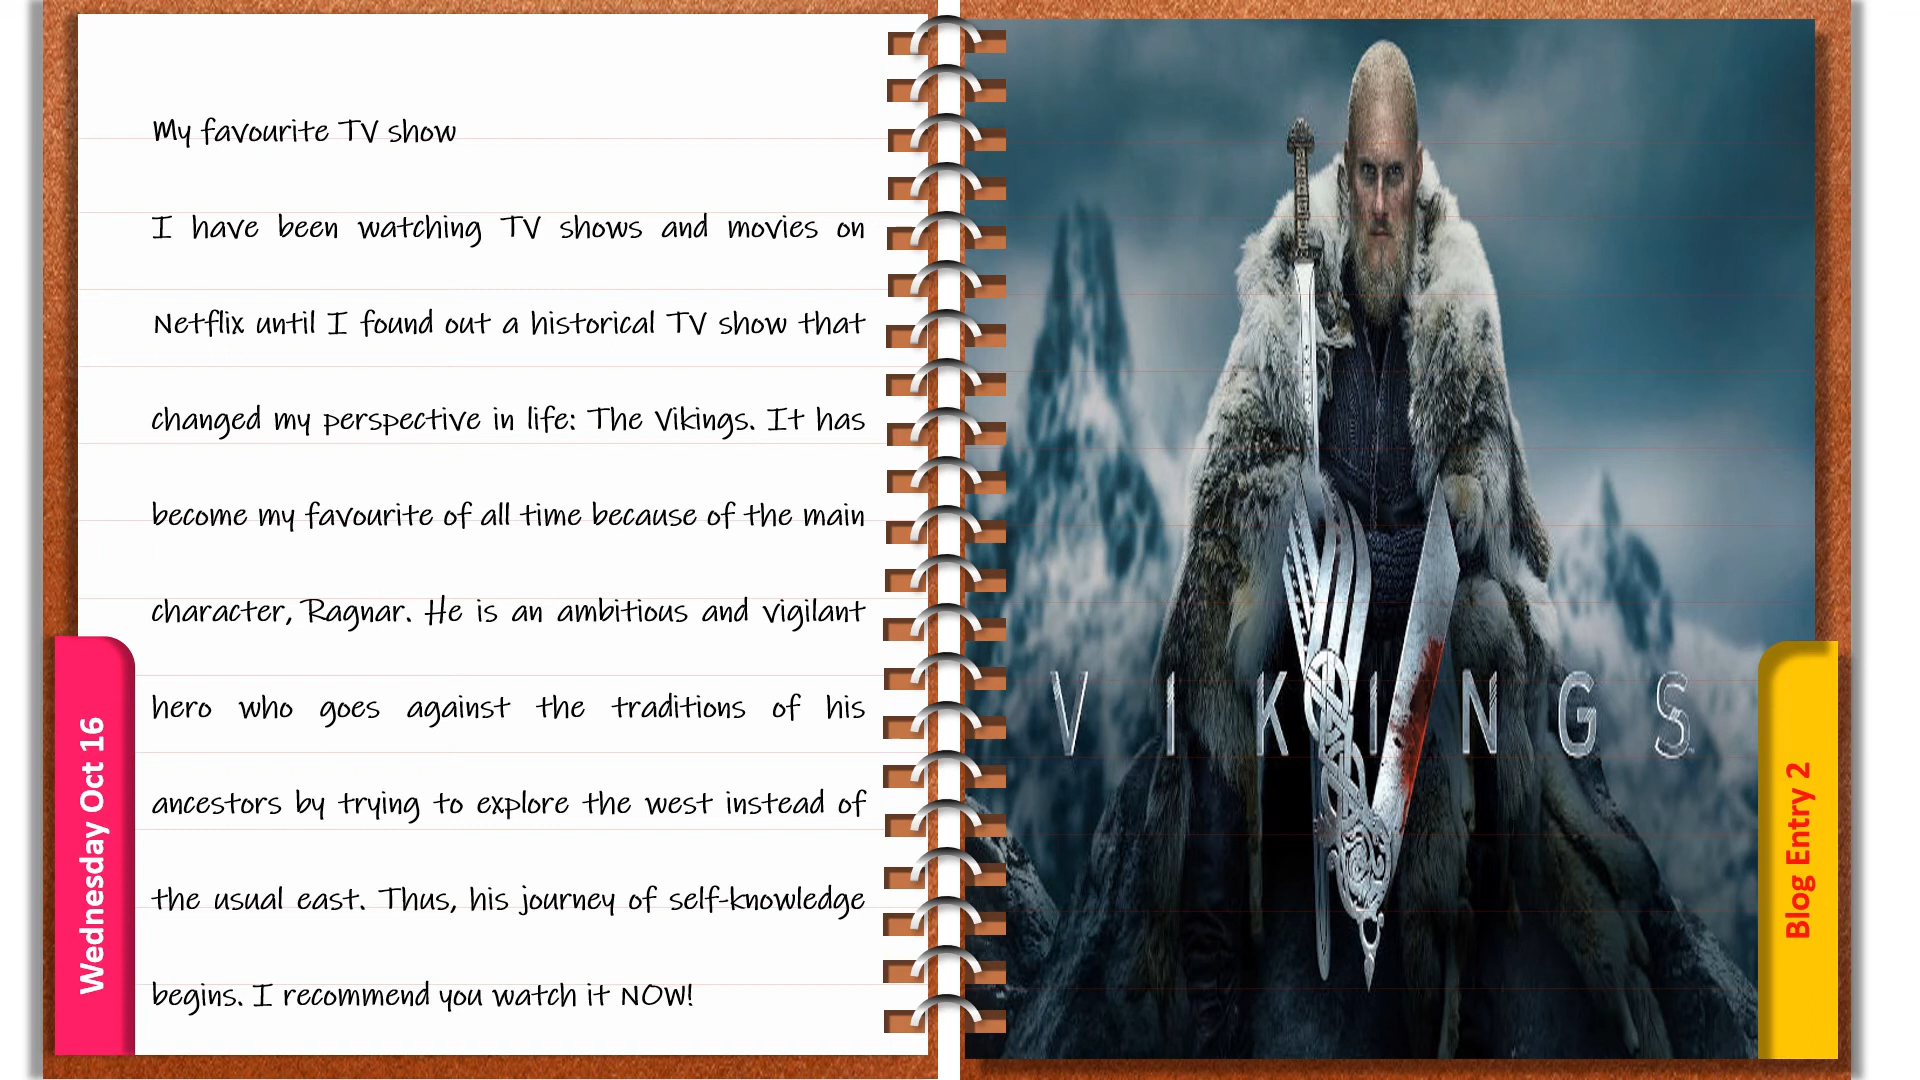 My favourite TV show
I have been watching TV shows and movies on
Netflix until I found out a historical TV show that
changed my perspective in life: The Vikings. It has
become my favourite of all time because of the main
character, Ragnar. He is an ambitious and vigilant
hero who goes against the traditions of his
ancestors by trying to explore the west instead of
the usual east. Thus, his journey of self-knowledge
begins. I recommend you watch it NOW!
Wednesday Oct 16
VIKINGS
Blog Entry 2